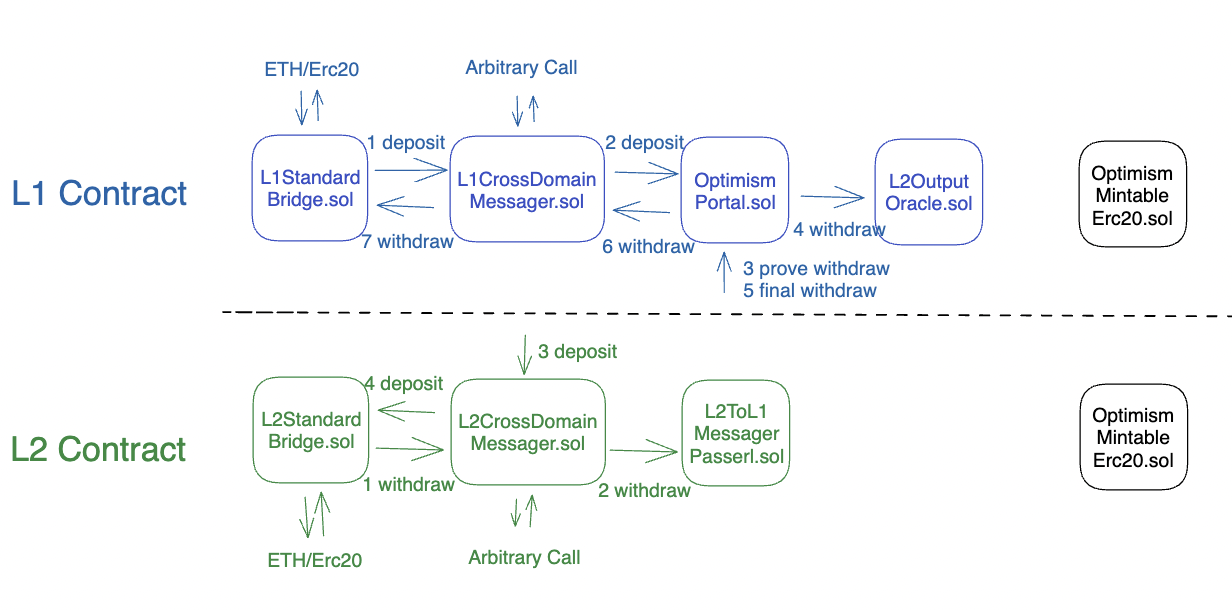 ETH/Erc20
Arbitrary Call
1 deposit
2 deposit
L1 Contract
L1Standard
Bridge.sol
L1CrossDomain
Messager.sol
Optimism
Portal.sol
L2Output
Oracle.sol
Optimism
Mintable
Erc20.sol
7 withdraw
6 withdraw
4 withdraw
3 prove withdraw
5 final withdraw
3 deposit
4 deposit
L2 Contract
L2Standard
Bridge.sol
L2CrossDomain
Messager.sol
L2ToL1
Messager
Passerl.sol
Optimism
Mintable
Erc20.sol
1 withdraw
2 withdraw
ETH/Erc20
Arbitrary Call